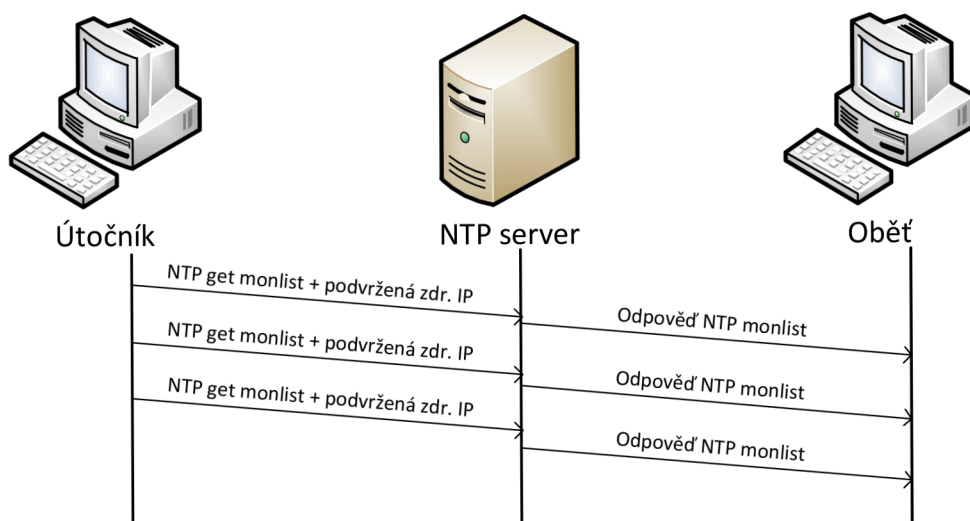 Útočník
NTP server
Oběť
NTP get monlist + podvržená zdr. IP
Odpověď NTP monlist
NTP get monlist + podvržená zdr. IP
Odpověď NTP monlist
NTP get monlist + podvržená zdr. IP
Odpověď NTP monlist